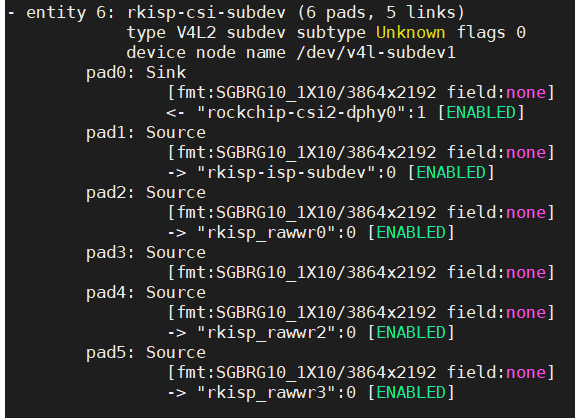 - entity 6: rkisp-csi-subdev (6 pads, 5 links)
type V4L2 subdev subtype Unknown flags 0
device node name /dev/v4l-subdev1
pad0: Sink
[fmt:SGBRG10_1X10/3864x2192 field:none]
<- "rockchip-csi2-dphy0":1 [ENABLED]
pad1: Source
[fmt:SGBRG10_1X10/3864x2192 field:none]
-> "rkisp-isp-subdev":0 [ENABLED]
pad2: Source
[fmt:SGBRG10_1X10/3864x2192 field:none]
-> "rkisp_rawwr0":0 [ENABLED]
pad3: Source
[fmt:SGBRG10_1X10/3864x2192 field:none]
pad4: Source
[fmt:SGBRG10_1X10/3864x2192 field:none]
-> "rkisp_rawwr2":0 [ENABLED]
pad5: Source
[fmt:SGBRG10_1X10/3864x2192 field:none]
-> "rkisp_rawwr3":0 [ENABLED]